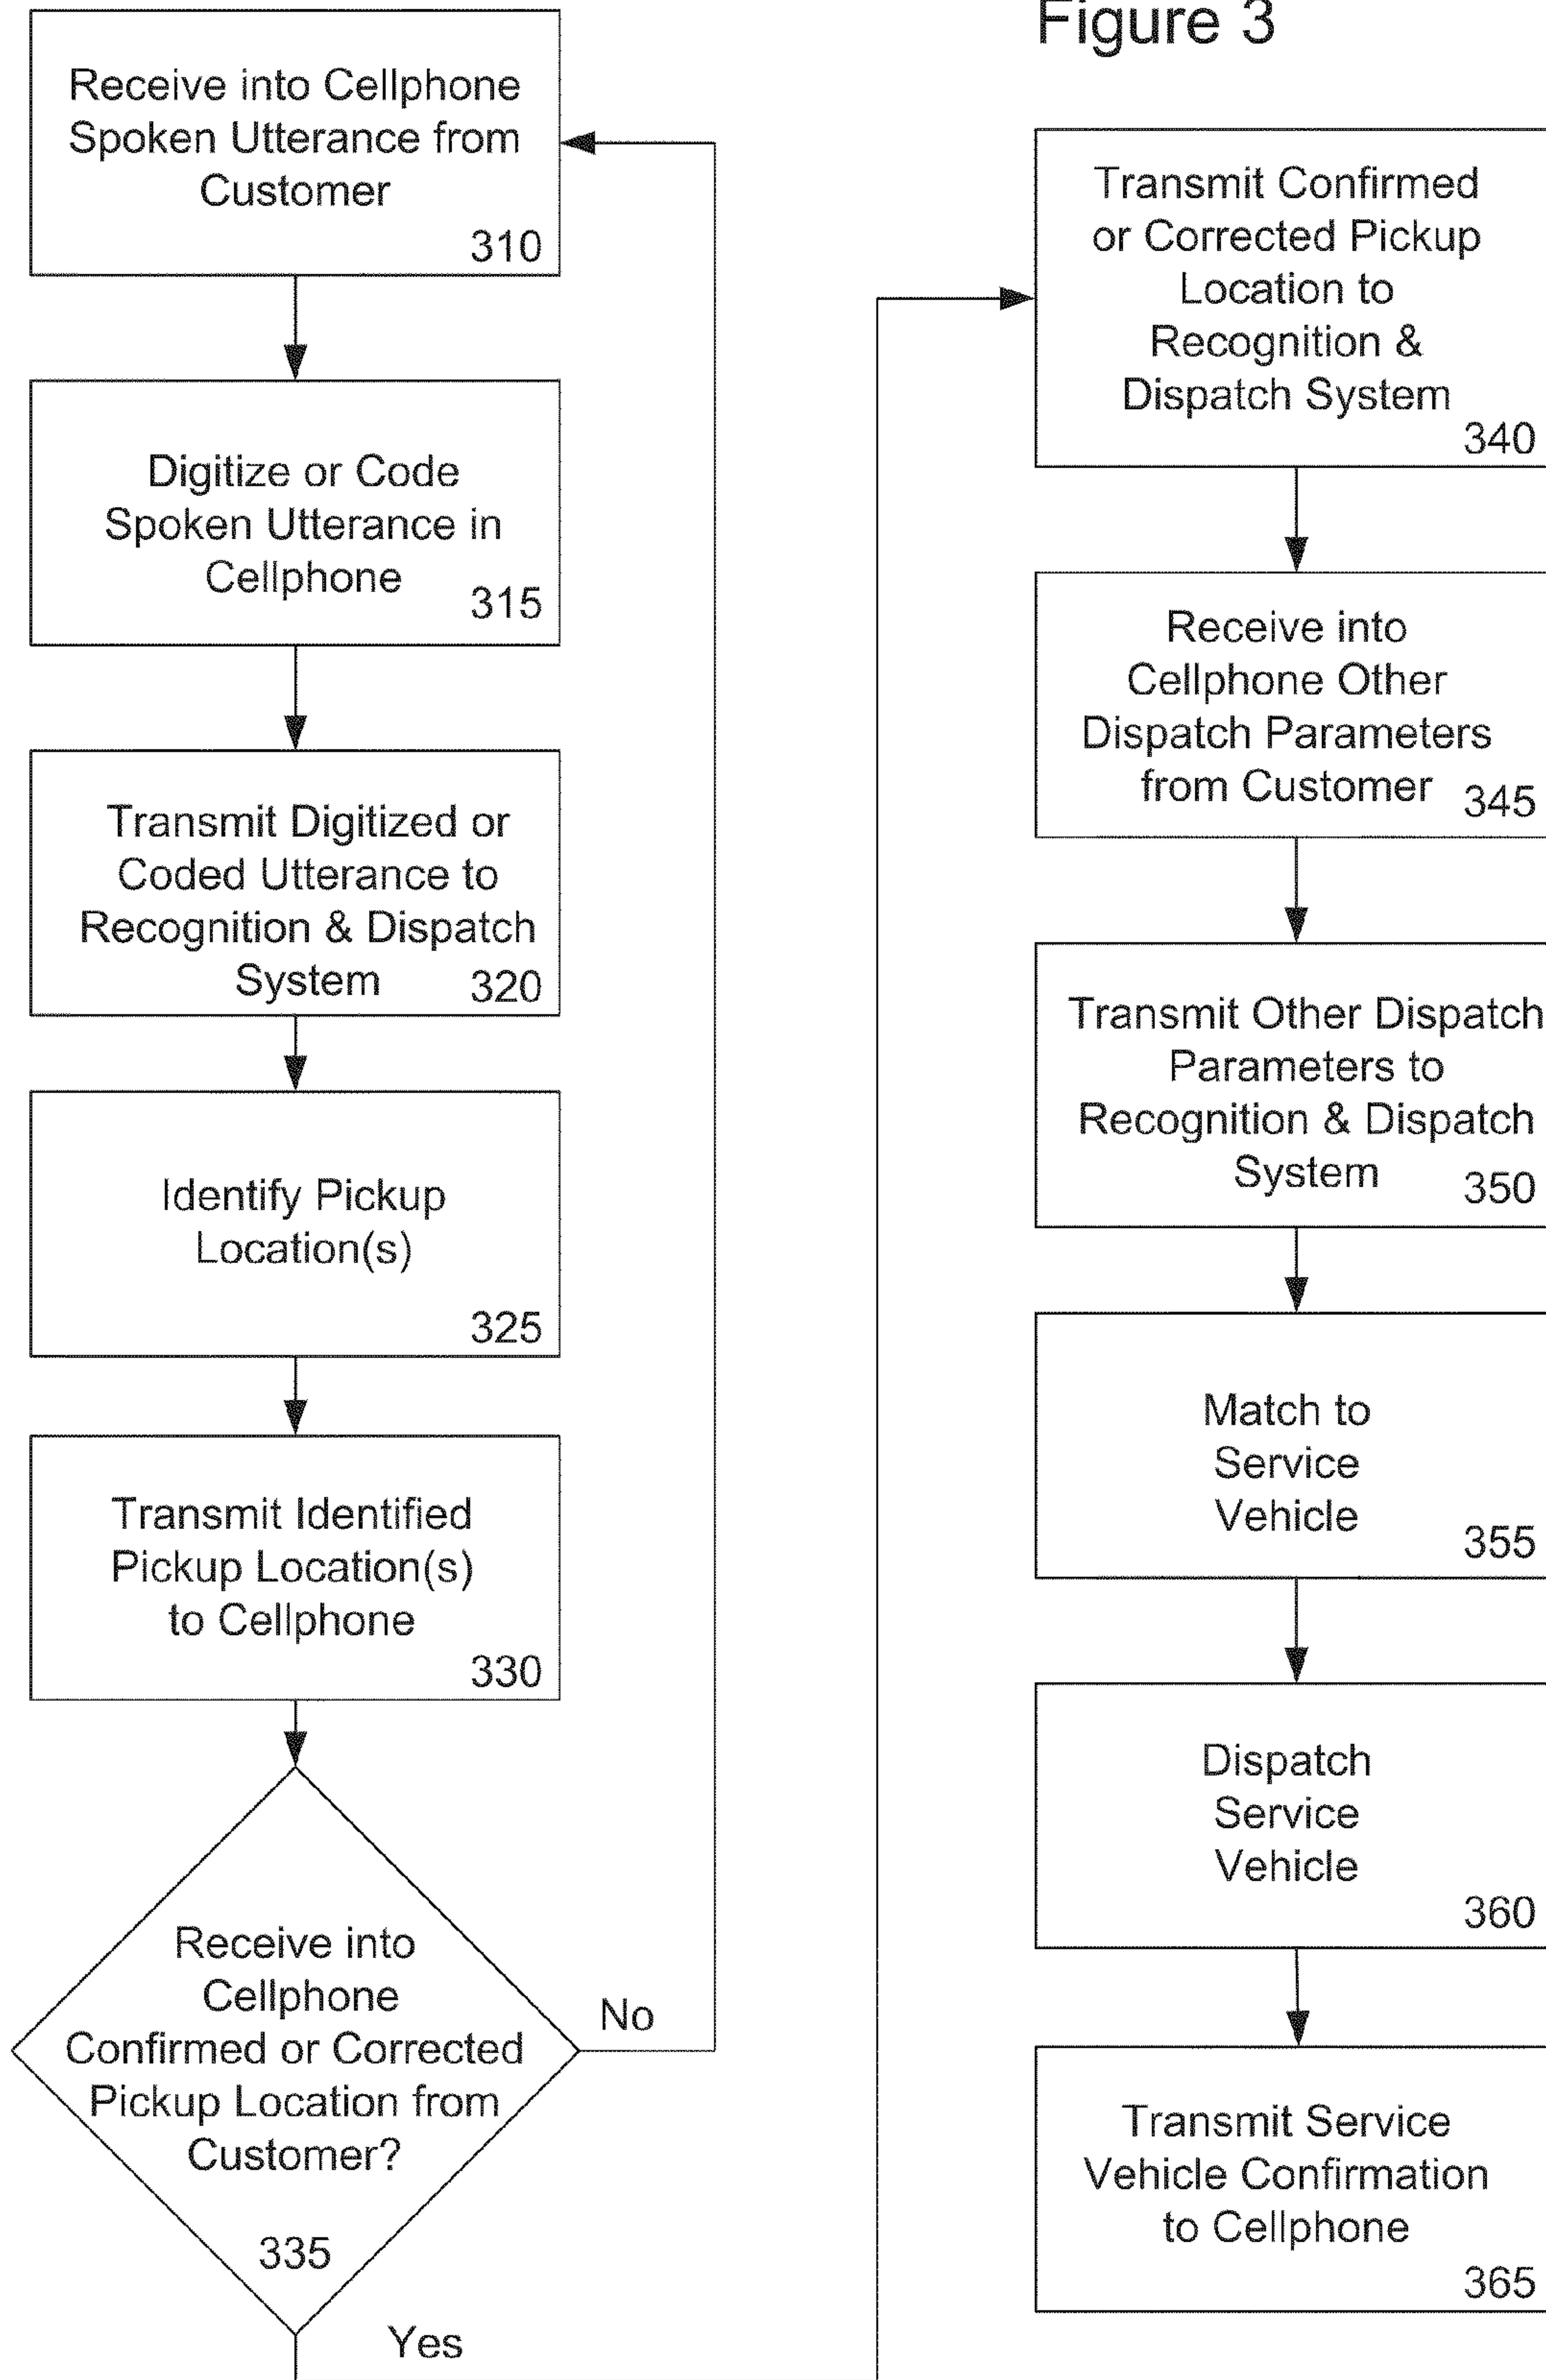 Figure 3
Receive into Cellphone
Spoken Utterance from
Customer
310
Digitize or Code
Spoken Utterance in
Cellphone
315
Transmit Digitized or
Coded Utterance to
Recognition & Dispatch
System
320
Identify Pickup
Location(s)
325
Transmit Identified
Pickup Location(s)
to Cellphone
330
Receive into
Cellphone
Confirmed or Corrected
Pickup Location from
Customer?
335
No
Yes
Transmit Confirmed
or Corrected Pickup
Location to
Recognition &
Dispatch System
340
Receive into
Cellphone Other
Dispatch Parameters
from Customer
345
Transmit Other Dispatch
Parameters to
Recognition & Dispatch
System
350
Match to
Service
Vehicle
355
Dispatch
Service
Vehicle
360
Transmit Service
Vehicle Confirmation
to Cellphone
365